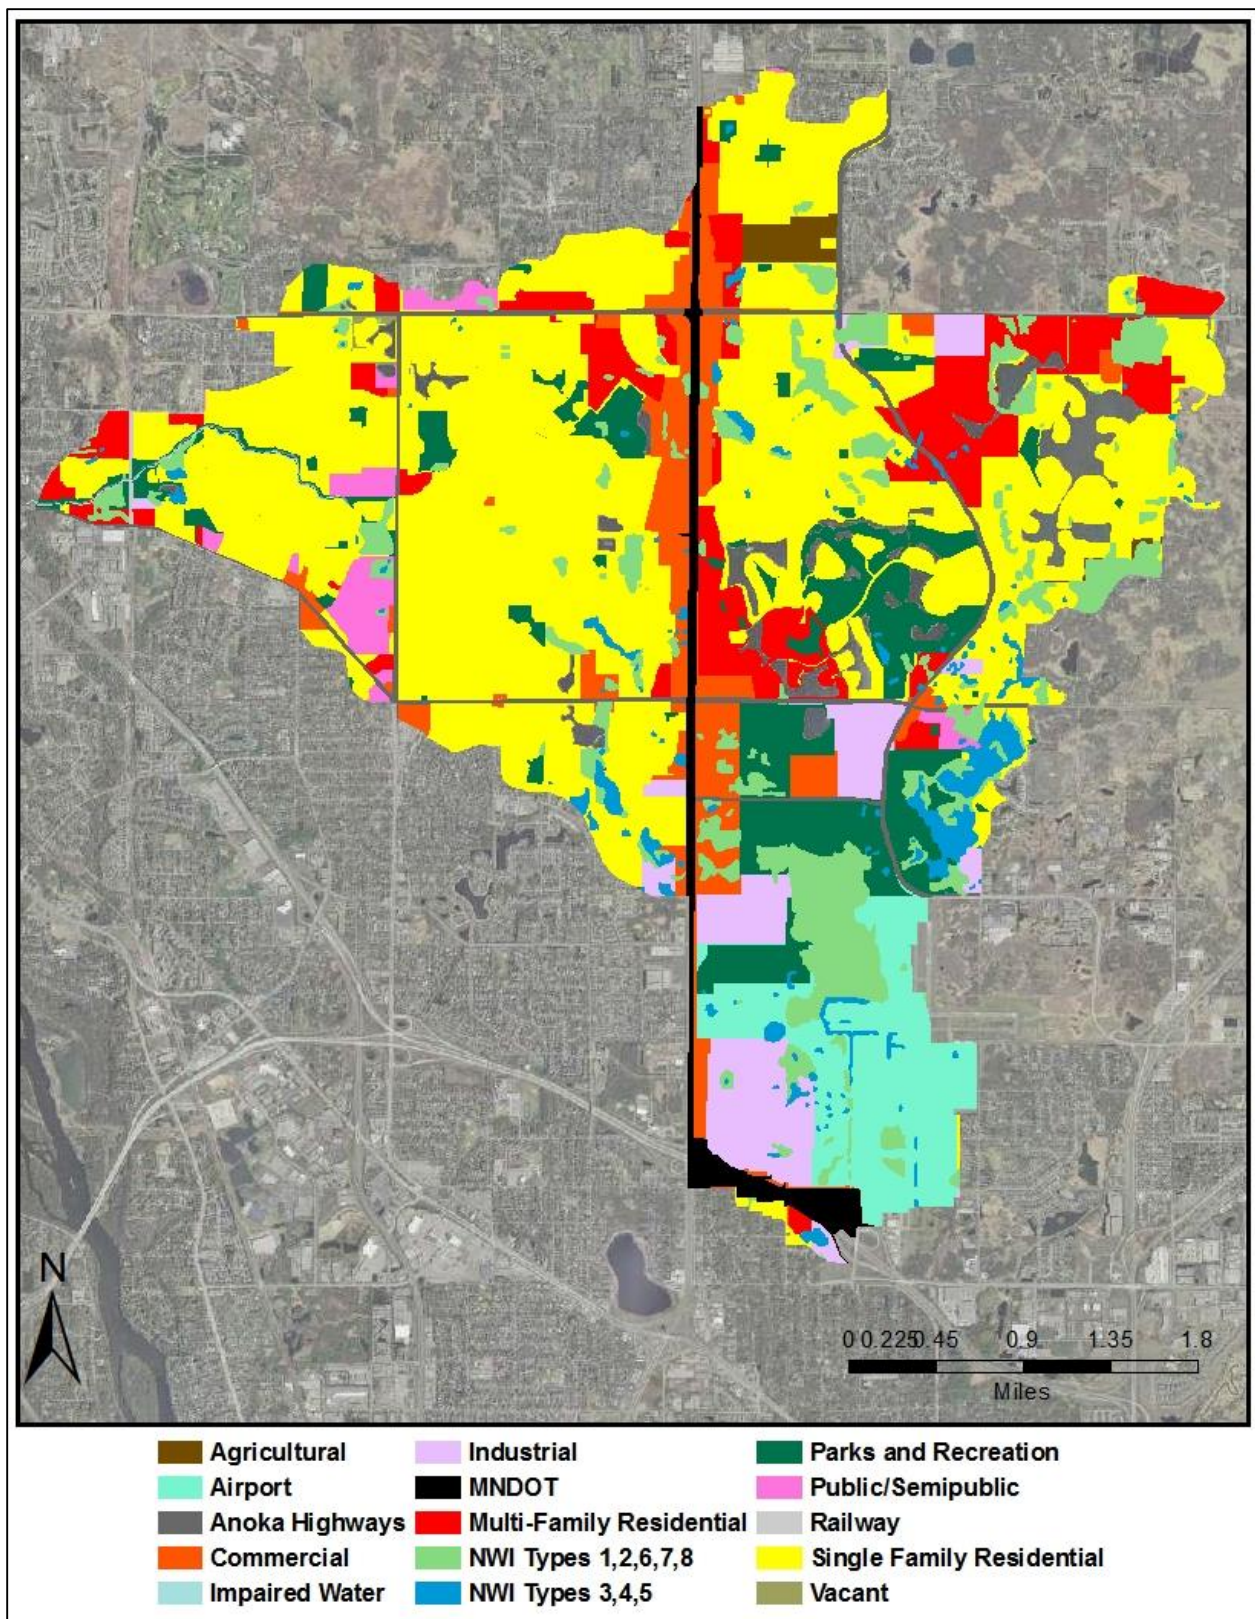 N
0 0.225 0.45 0.9 1.35 1.8
Miles
Agricultural Industrial Parks and Recreation
Airport MNDOT Public/Semipublic
Anoka Highways Multi-Family Residential Railway
Commercial NWI Types 1,2,6,7,8 Single Family Residential
Impaired Water NWI Types 3,4,5 Vacant